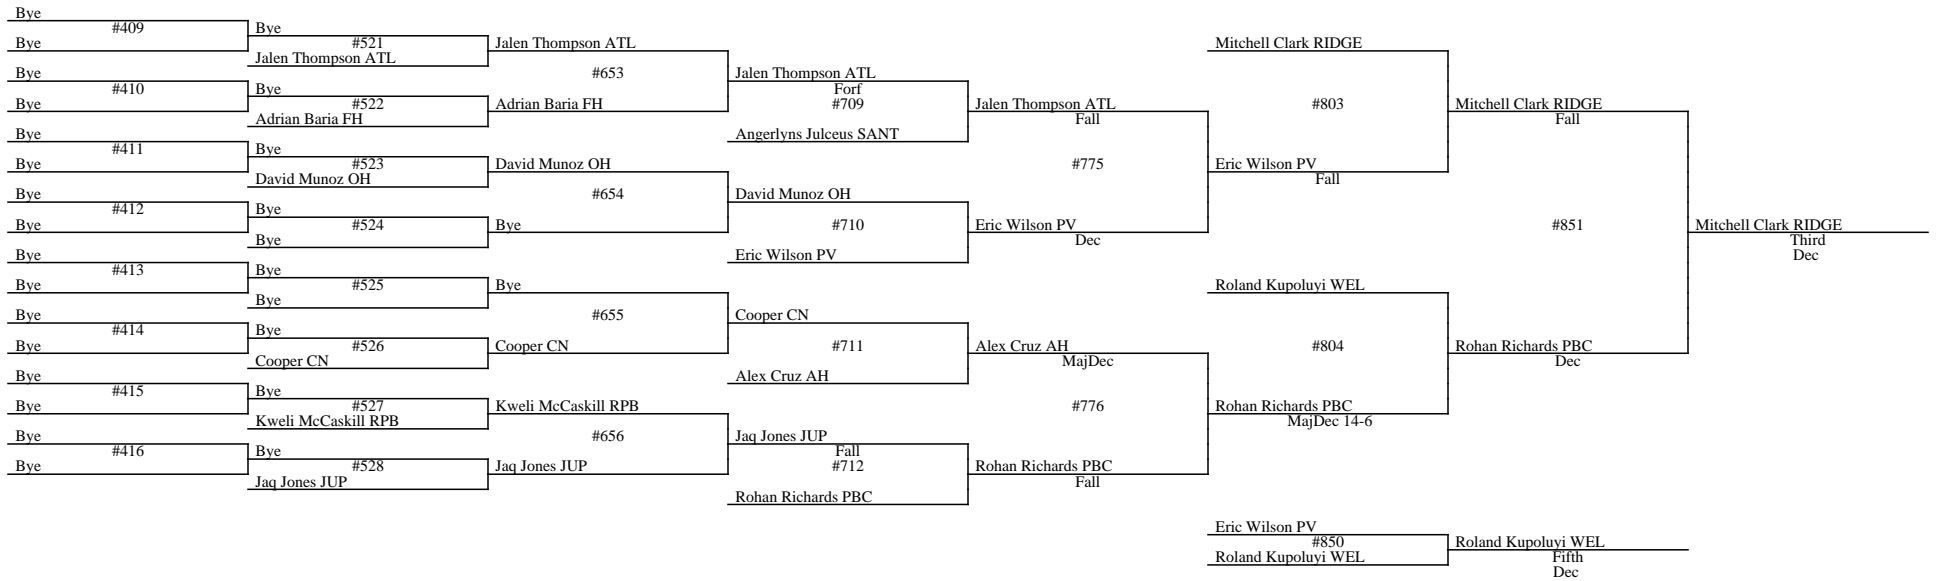 Bye
#409
Bye
Bye
#410
Bye
Bye
#411
Bye
Bye
#412
Bye
Bye
#413
Bye
Bye
#414
Bye
Bye
#415
Bye
Bye
#416
Bye
Bye
#521
Jalen Thompson ATL
Bye
#522
Adrian Baria FH
Bye
#523
David Munoz OH
Bye
#524
Bye
Bye
#525
Bye
Bye
#526
Cooper CN
Bye
#527
Kweli McCaskill RPB
Bye
#528
Jaq Jones JUP
Jalen Thompson ATL
#653
Adrian Baria FH
David Munoz OH
#654
Bye
Bye
#655
Cooper CN
Kweli McCaskill RPB
#656
Jaq Jones JUP
Jalen Thompson ATL
Forf
#709
Angerlyns Julceus SANT
David Munoz OH
#710
Eric Wilson PV
Cooper CN
#711
Alex Cruz AH
Jaq Jones JUP
Fall
#712
Rohan Richards PBC
Jalen Thompson ATL
Fall
#775
Eric Wilson PV
Dec
Alex Cruz AH
MajDec
#776
Rohan Richards PBC
Fall
Mitchell Clark RIDGE
#803
Eric Wilson PV
Fall
Roland Kupoluyi WEL
#804
Rohan Richards PBC
MajDec 14-6
Mitchell Clark RIDGE
Fall
#851
Rohan Richards PBC
Dec
Mitchell Clark RIDGE
Third
Dec
Eric Wilson PV
#850
Roland Kupoluyi WEL
Roland Kupoluyi WEL
Fifth
Dec